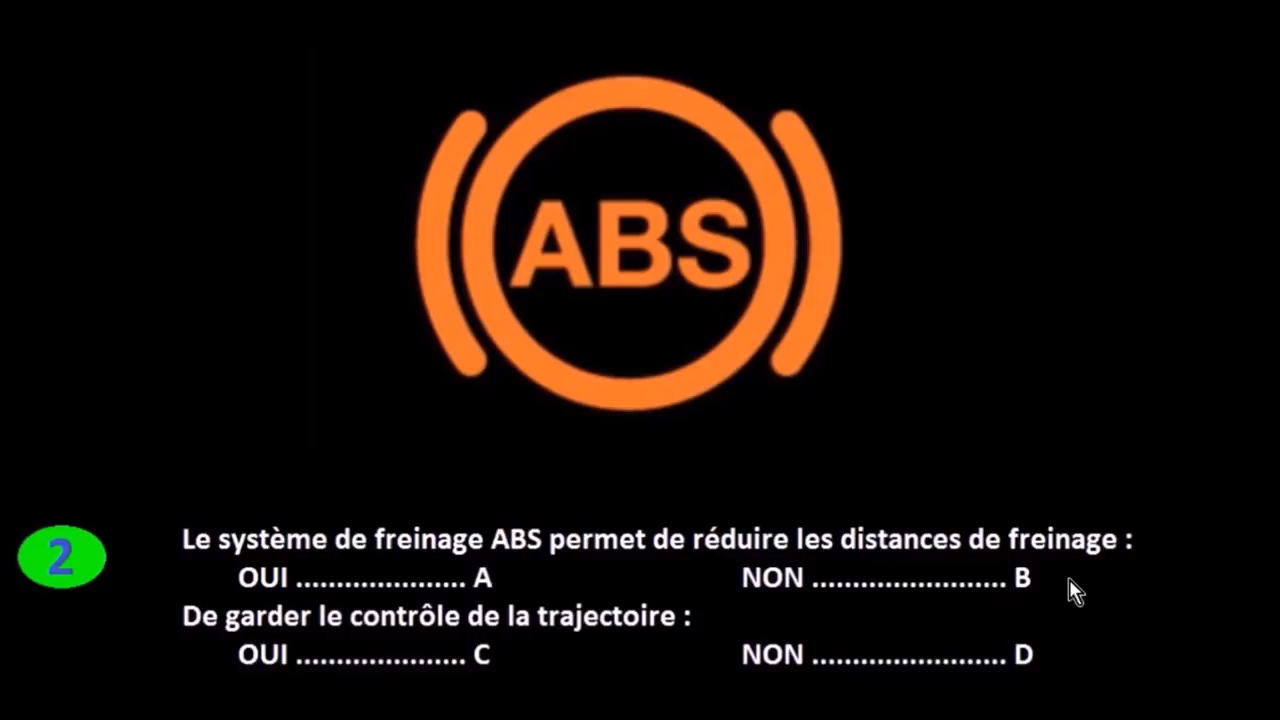 ABS
2
Le système de freinage ABS permet de réduire les distances de freinage :
OUI ..................... A NON ........................ B
De garder le contrôle de la trajectoire :
OUI ..................... C NON ........................ D